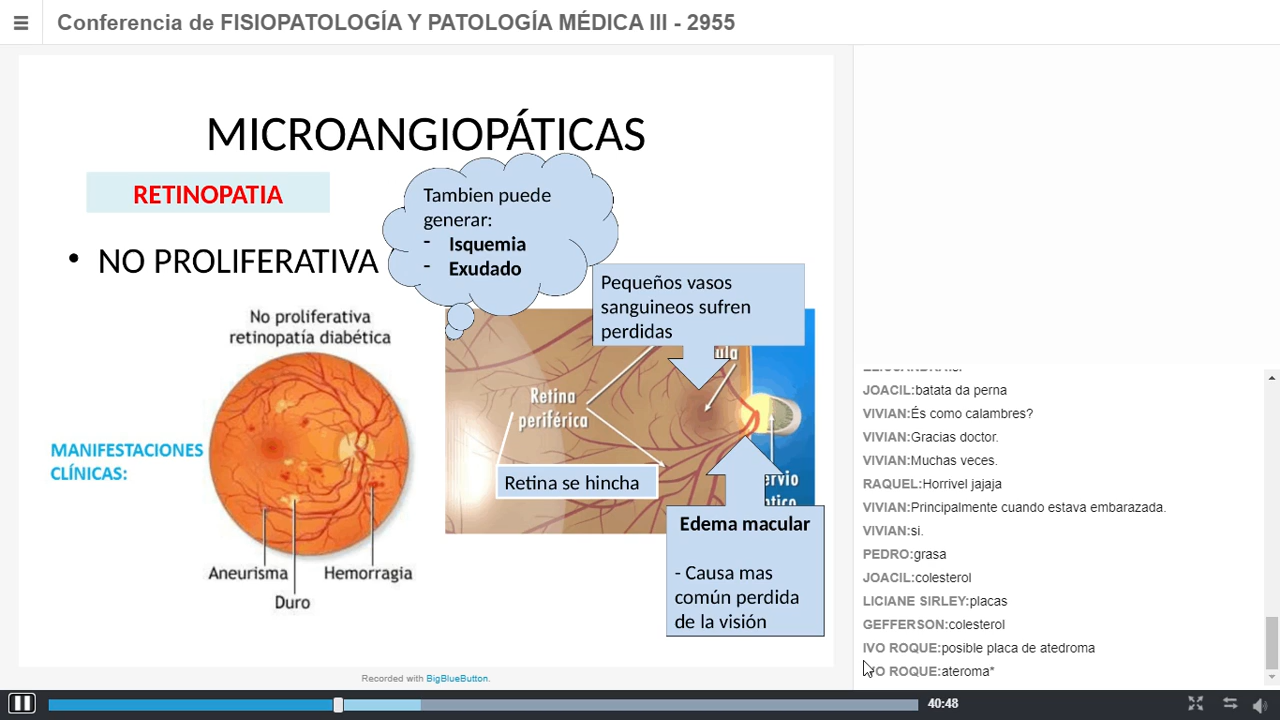 Conferencia de FISIOPATOLOGÍA Y PATOLOGÍA MÉDICA III - 2955
MICROANGIOPÁTICAS
RETINOPATIA
Tambien puede
generar:
- Isquemia
- Exudado
• NO PROLIFERATIVA
Pequeños vasos
sanguineos sufren
perdidas
No proliferativa
retinopatía diabética
Retina
periférica
MANIFESTACIONES
CLÍNICAS:
Retina se hincha
Edema macular
- Causa mas
común perdida
de la visión
Aneurisma
Hemorragia
Duro
Recorded with BigBlueButton.
JOACIL:batata da perna
VIVIAN:És como calambres?
VIVIAN:Gracias doctor.
VIVIAN:Muchas veces.
RAQUEL:Horrivel jajaja
VIVIAN:Principalmente cuando estava embarazada.
VIVIAN:si.
PEDRO:grasa
JOACIL:colesterol
LICIANE SIRLEY:placas
GEFFERSON:colesterol
IVO ROQUE:posible placa de atedroma
ROQUE:ateroma*
40:48